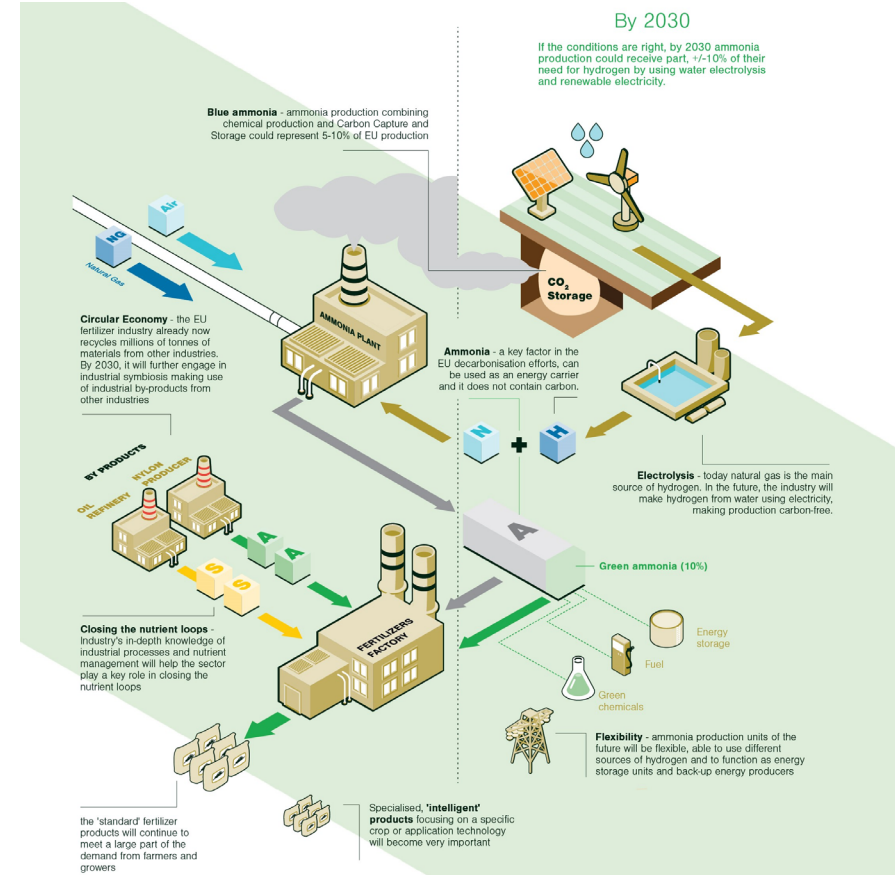 By 2030
If the conditions are right, by 2030 ammonia
production could receive part, +/-10% of their
need for hydrogen by using water electrolysis
and renewable electricity.
Blue ammonia - ammonia production combining
chemical production and Carbon Capture and
Storage could represent 5-10% of EU production
Air
NG
Natural Gas
CO₂
Storage
AMMONIA PLANT
Circular Economy - the EU
fertilizer industry already now
recycles millions of tonnes of
materials from other industries.
By 2030, it will further engage in
industrial symbiosis making use
of industrial by-products from
other industries
Ammonia - a key factor in the
EU decarbonisation efforts, can
be used as an energy carrier
and it does not contain carbon.
N
+
H
Electrolysis - today natural gas is the main
source of hydrogen. In the future, the industry will
make hydrogen from water using electricity,
making production carbon-free.
BY PRODUCTS
OIL
REFINERY
NYLON
PRODUCER
A
A
S
S
A
Green ammonia (10%)
FERTILIZERS
FACTORY
Closing the nutrient loops -
Industry's in-depth knowledge of
industrial processes and nutrient
management will help the sector
play a key role in closing the
nutrient loops
Energy
storage
Fuel
Green
chemicals
Flexibility - ammonia production units of the
future will be flexible, able to use different
sources of hydrogen and to function as energy
storage units and back-up energy producers
the 'standard' fertilizer
products will continue to
meet a large part of the
demand from farmers and
growers
Specialised, 'intelligent'
products focusing on a specific
crop or application technology
will become very important